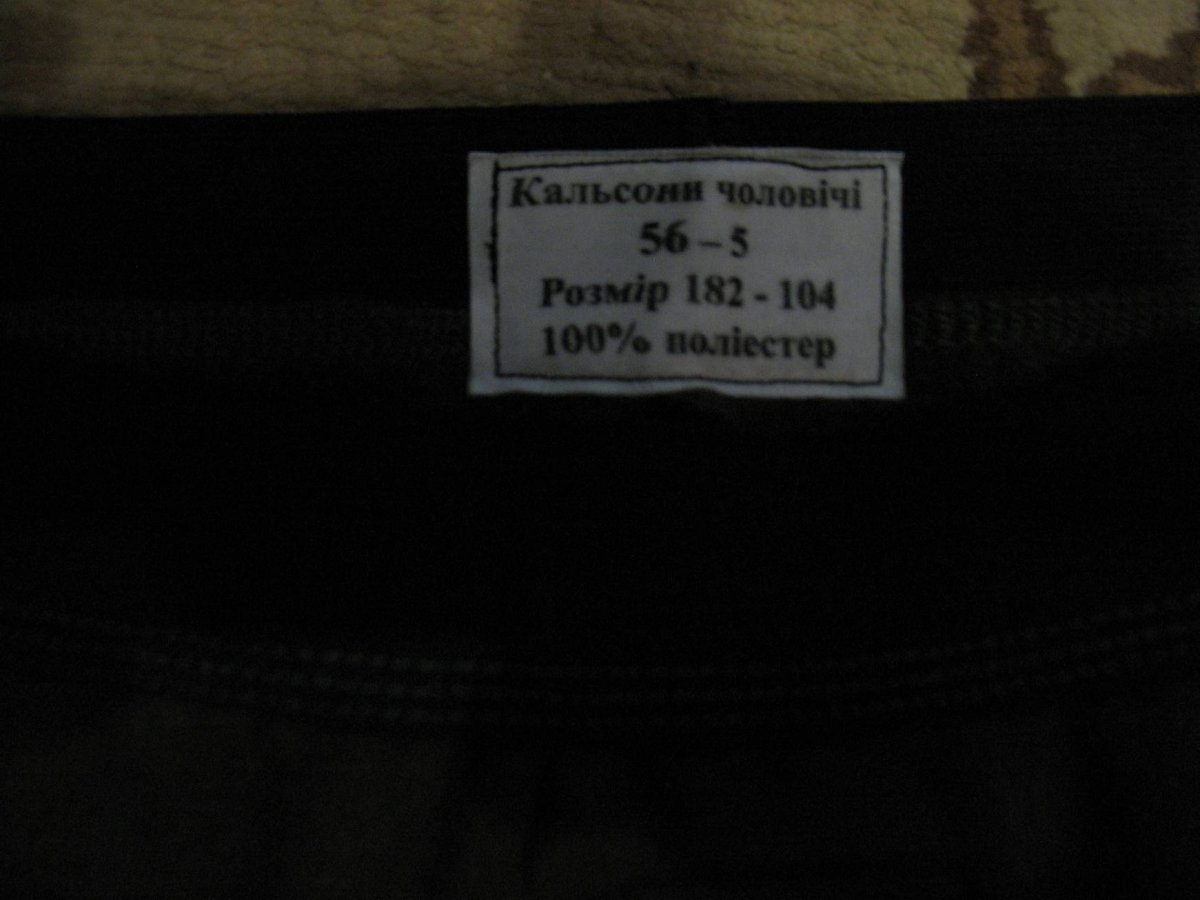 Кальсони чоловічі
56 – 5
Розмір 182 - 104
100% поліестер